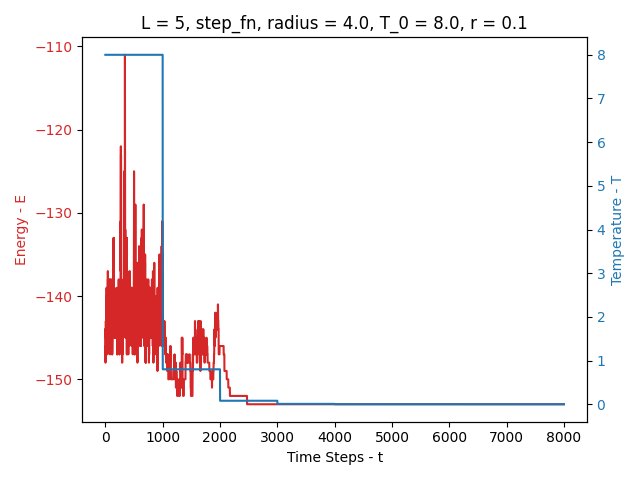 L = 5, step_fn, radius = 4.0, T_0 = 8.0, r = 0.1
−110
−120
−130
−140
−150
Energy - E
8
7
6
5
4
3
2
1
0
Temperature - T
0 1000 2000 3000 4000 5000 6000 7000 8000
Time Steps - t